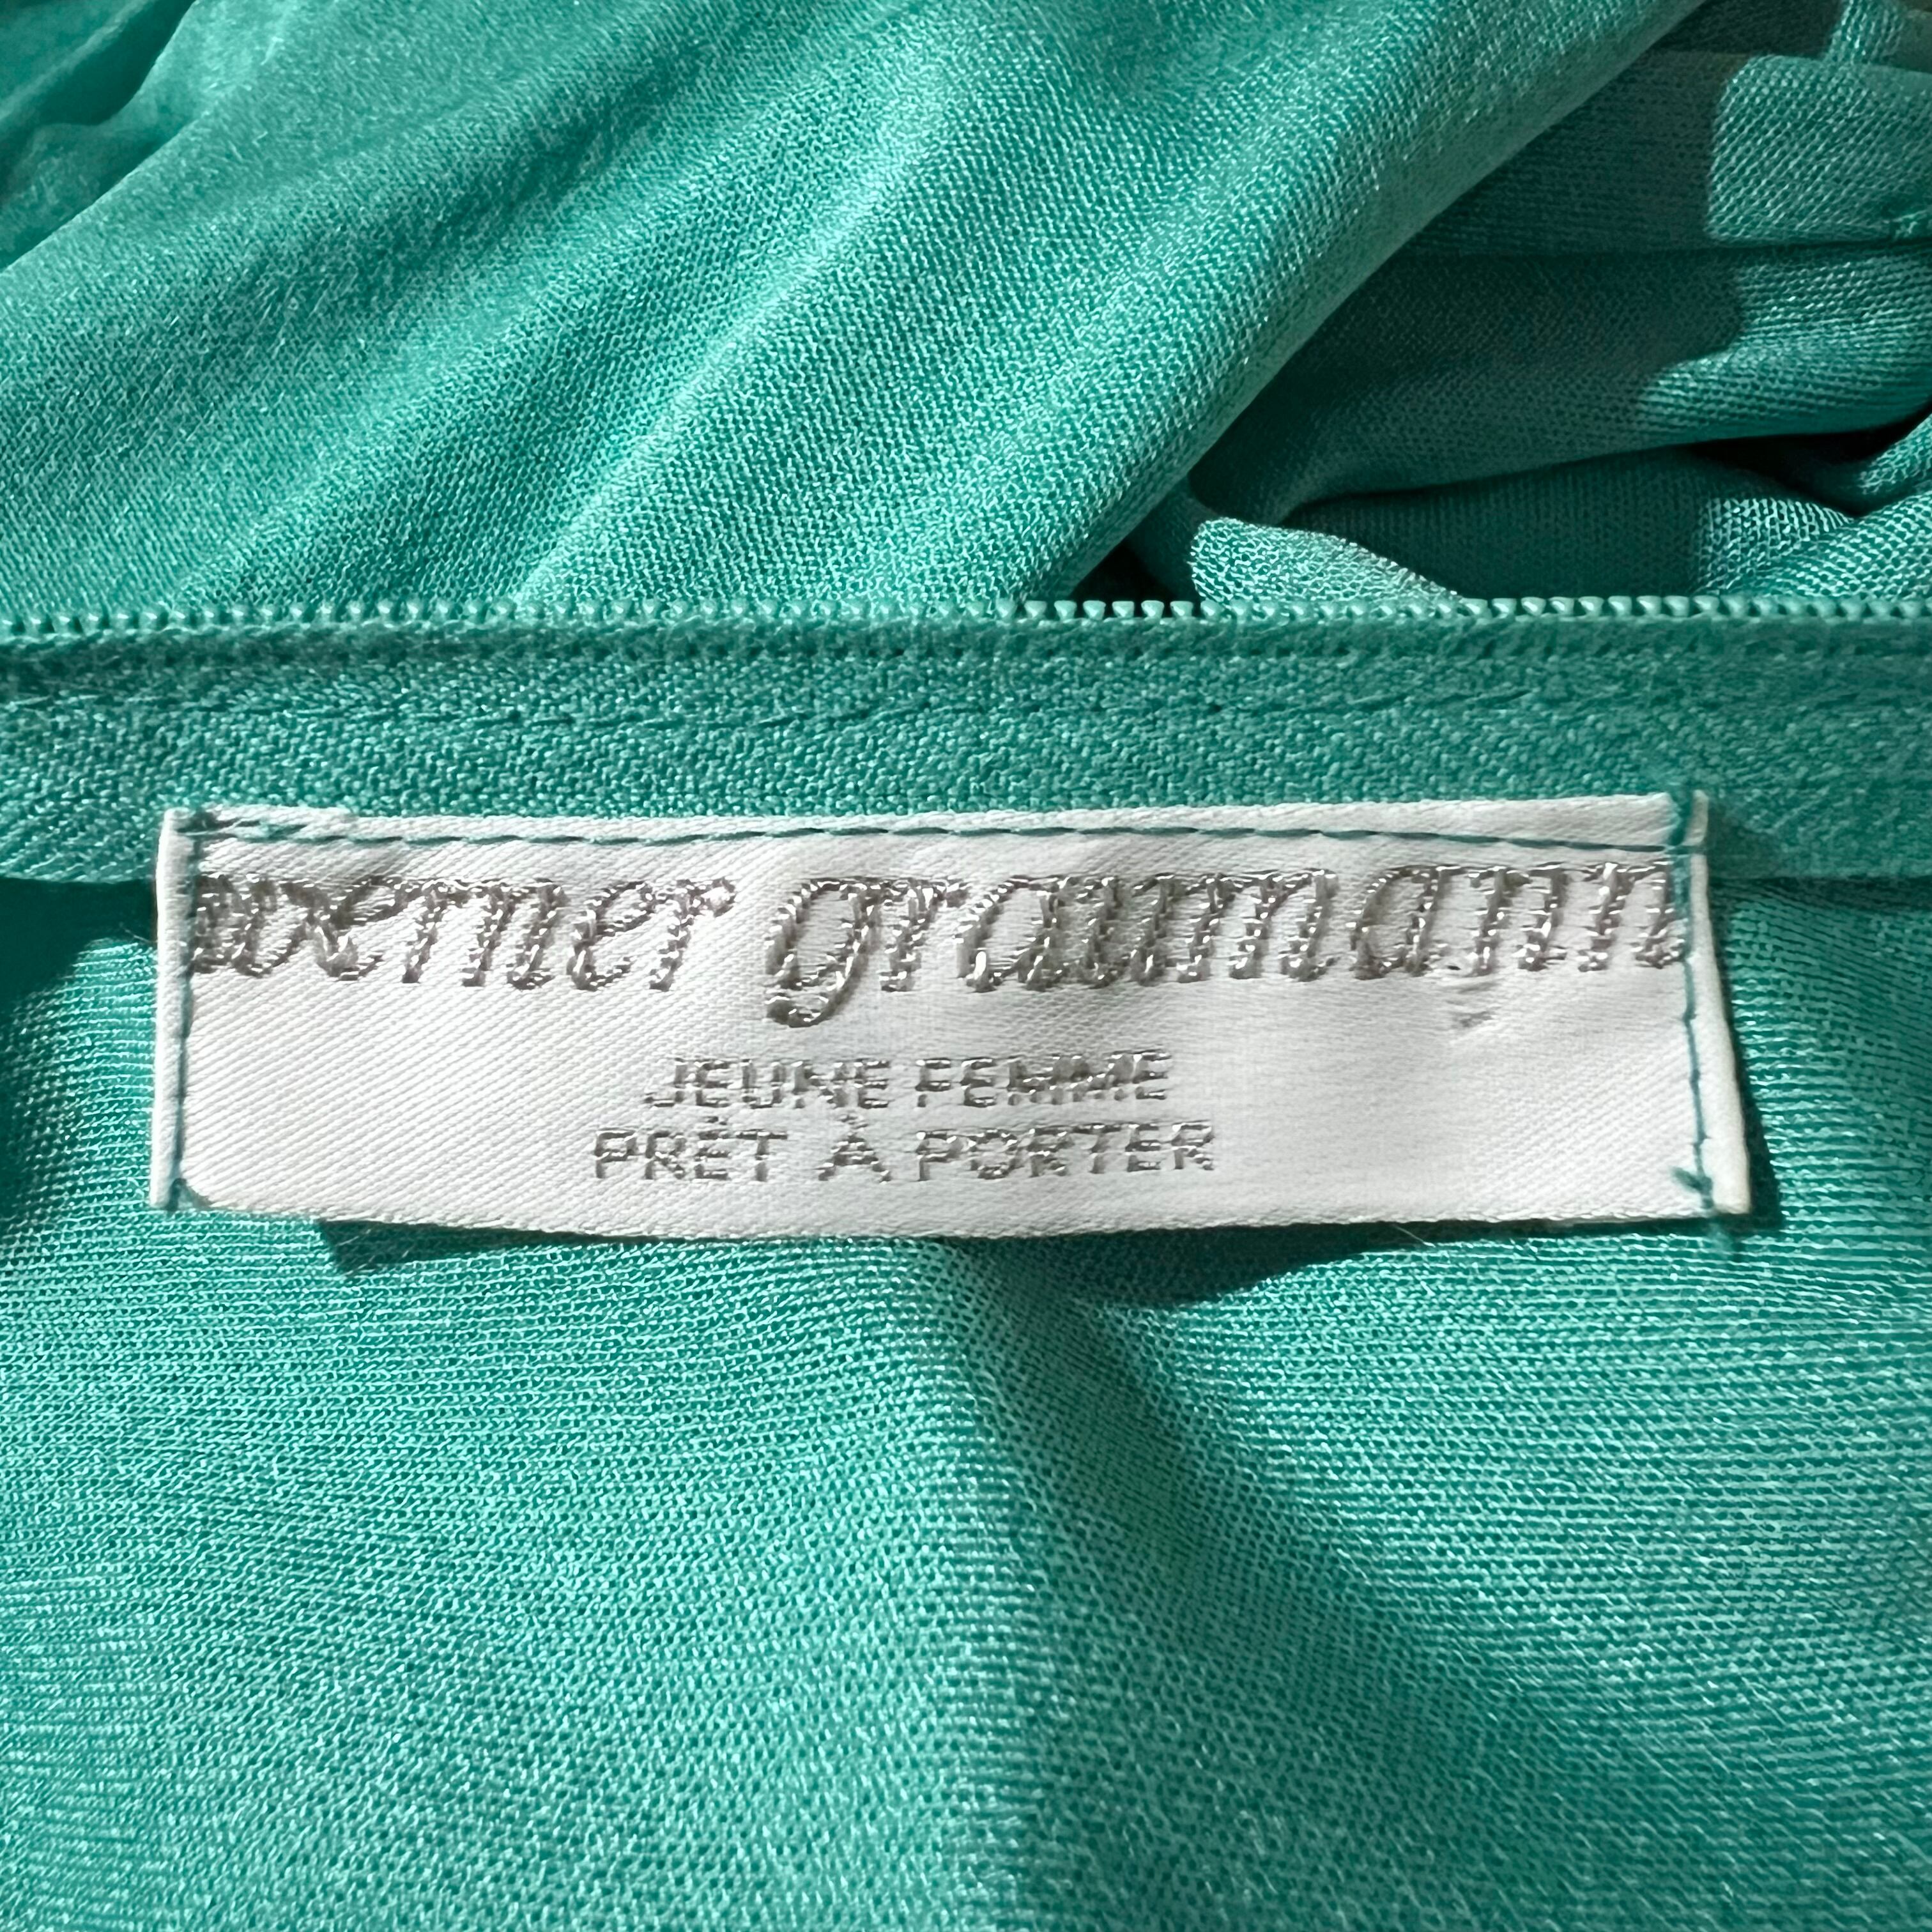 werner graumann
JEUNE FEMME
PRÊT À PORTER